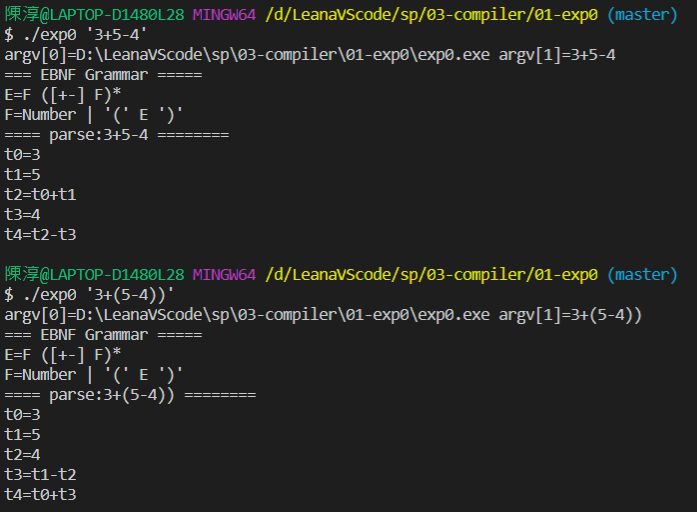 陳淳@LAPTOP-D1480L28 MINGW64 /d/LeanaVScode/sp/03-compiler/01-exp0 (master)
$ ./exp0 '3+5-4'
argv[0]=D:\LeanaVScode\sp\03-compiler\01-exp0\exp0.exe argv[1]=3+5-4
=== EBNF Grammar =====
E=F ([+-] F)*
F=Number | '(' E ')'
==== parse:3+5-4 ========
t0=3
t1=5
t2=t0+t1
t3=4
t4=t2-t3
陳淳@LAPTOP-D1480L28 MINGW64 /d/LeanaVScode/sp/03-compiler/01-exp0 (master)
$ ./exp0 '3+(5-4))'
argv[0]=D:\LeanaVScode\sp\03-compiler\01-exp0\exp0.exe argv[1]=3+(5-4))
=== EBNF Grammar =====
E=F ([+-] F)*
F=Number | '(' E ')'
==== parse:3+(5-4)) ========
t0=3
t1=5
t2=4
t3=t1-t2
t4=t0+t3